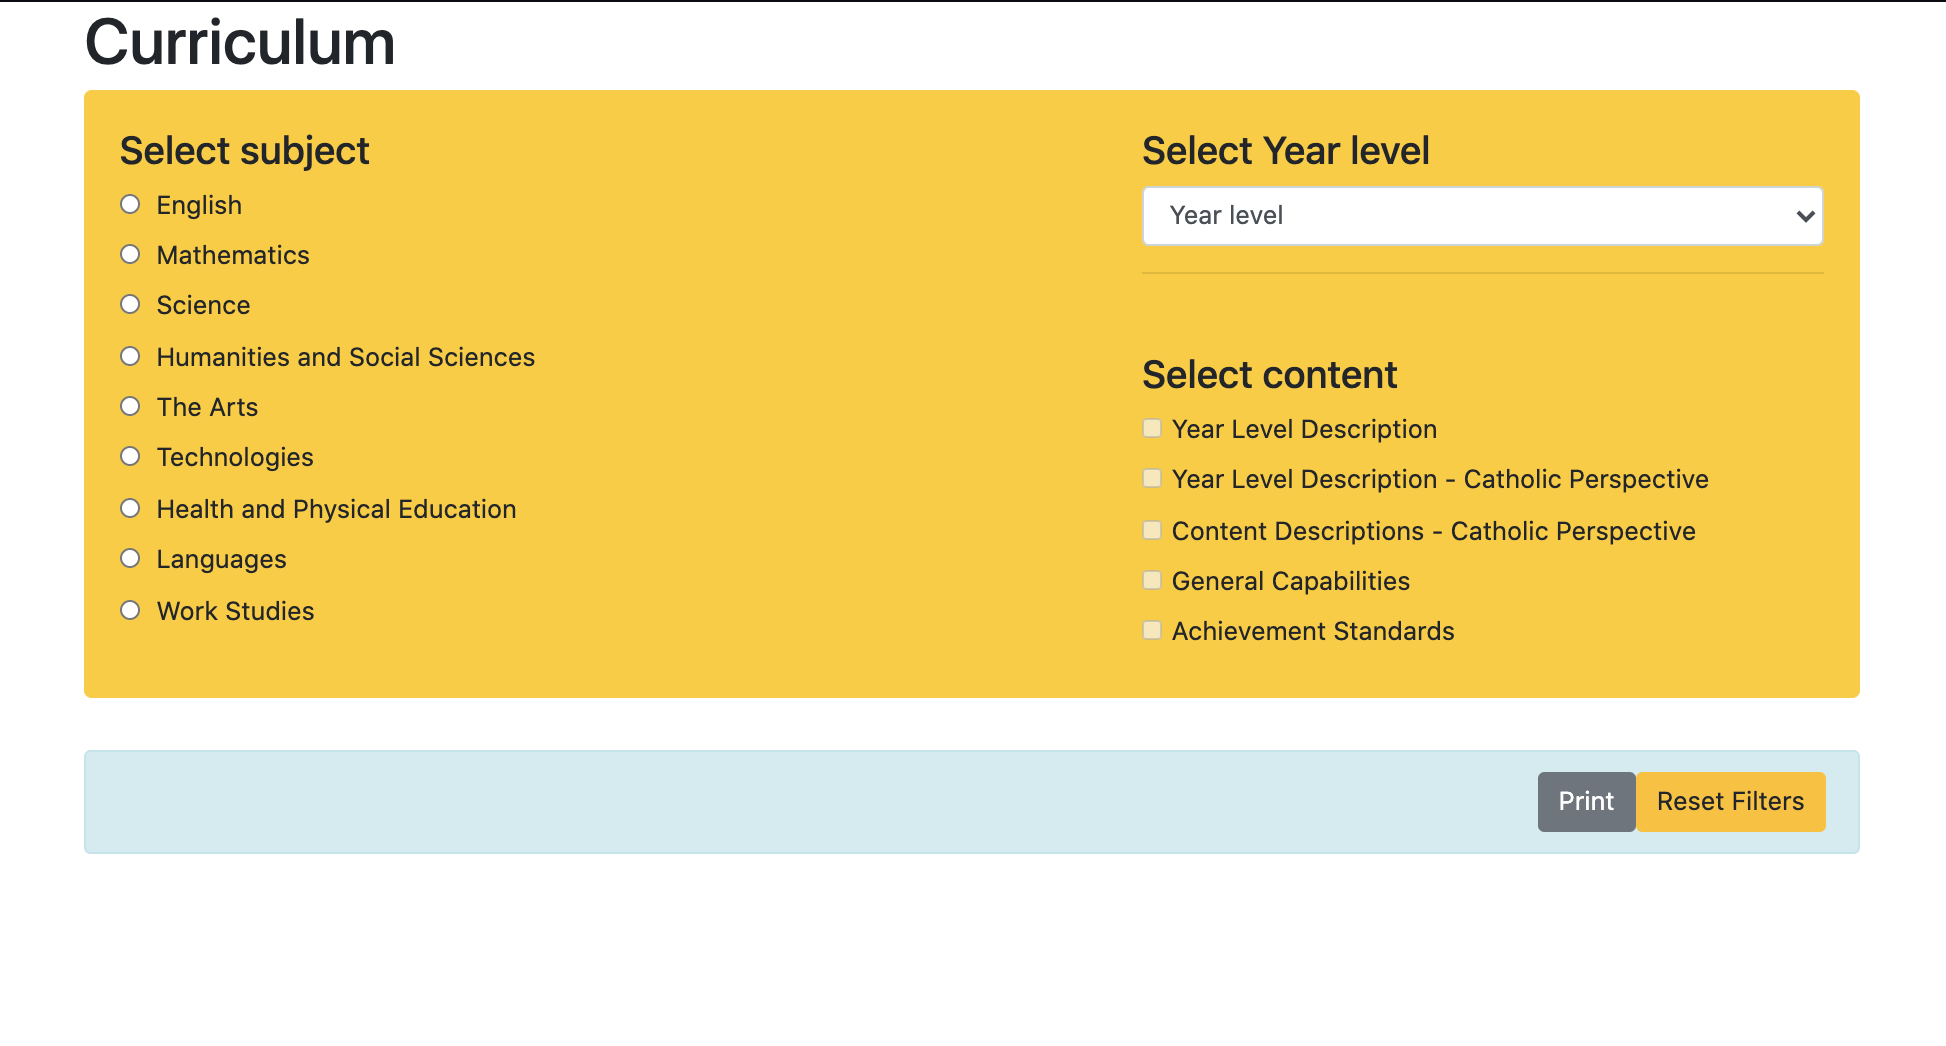 Curriculum
Select subject
English
Mathematics
Science
Humanities and Social Sciences
The Arts
Technologies
Health and Physical Education
Languages
Work Studies
Select Year level
Year level
Select content
Year Level Description
Year Level Description - Catholic Perspective
Content Descriptions - Catholic Perspective
General Capabilities
Achievement Standards
Print
Reset Filters